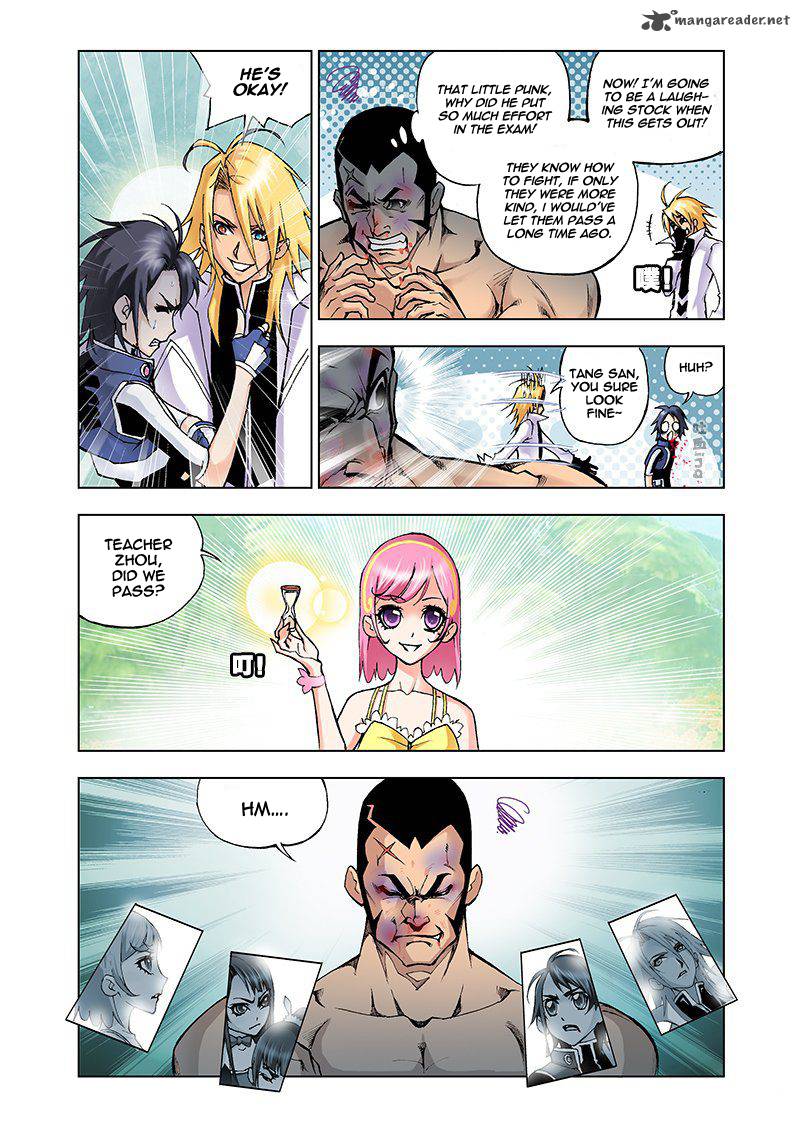 mangareader.net
HE'S
OKAY!
THAT LITTLE PUNK,
WHY DID HE PUT
SO MUCH EFFORT
IN THE EXAM!
NOW! I'M GOING
TO BE A LAUGH-
ING STOCK WHEN
THIS GETS OUT!
THEY KNOW HOW
TO FIGHT, IF ONLY
THEY WERE MORE
KIND, I WOULD'VE
LET THEM PASS A
LONG TIME AGO.
噗!
TANG SAN,
YOU SURE
LOOK
FINE~
HUH?
TEACHER
ZHOU,
DID WE
PASS?
叮!
HM....